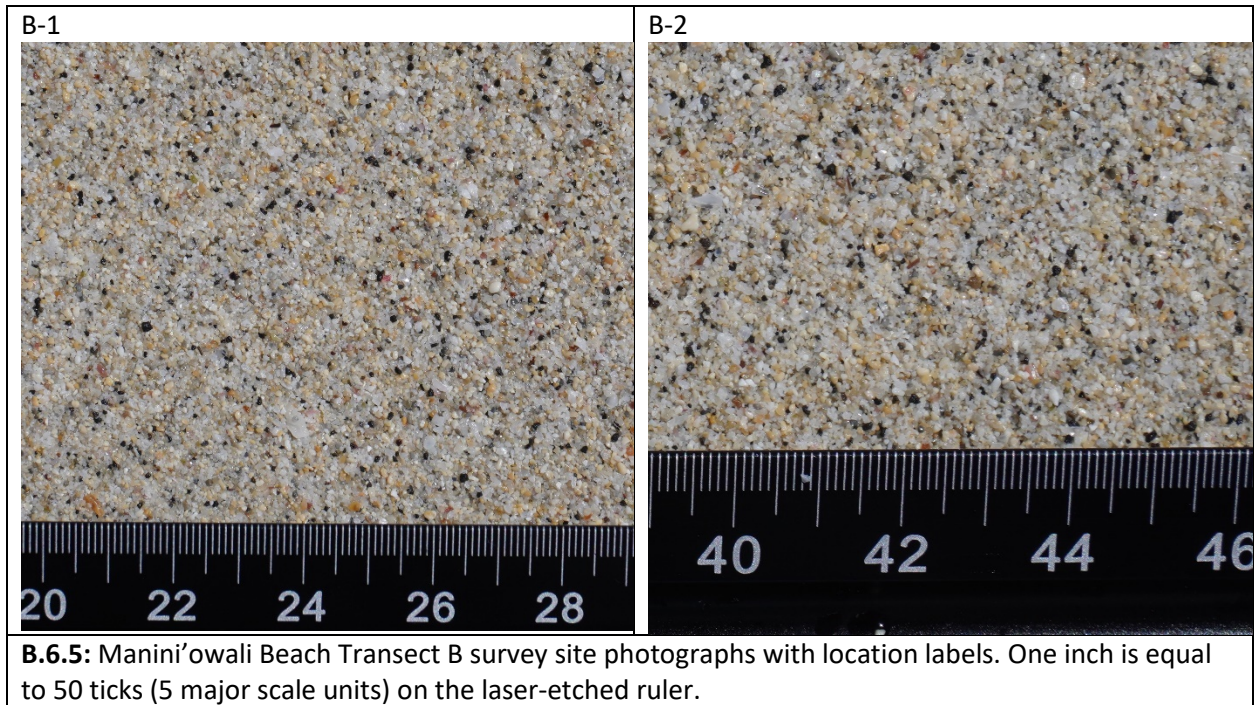 B-1
B-2
20 22 24 26 28
40 42 44 46
B.6.5: Manini’owali Beach Transect B survey site photographs with location labels. One inch is equal
to 50 ticks (5 major scale units) on the laser-etched ruler.